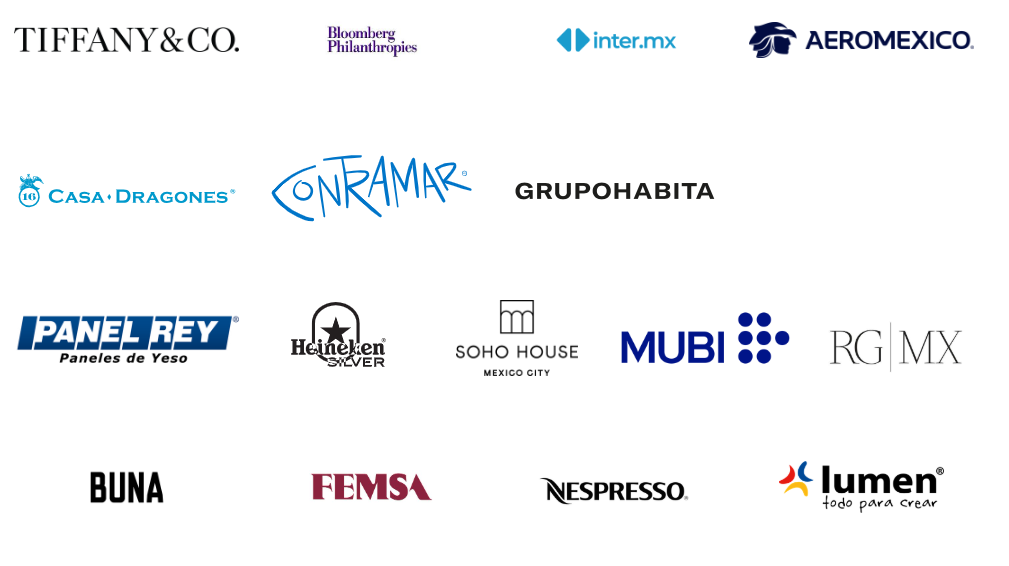 TIFFANY & CO.
Bloomberg
Philanthropies
inter.mx
AEROMEXICO®
16 CASA ♦ DRAGONES®
CONTRAMAR
GRUPOHABITA
PANEL REY®
Paneles de Yeso
Heineken®
SILVER
SOHO HOUSE
MEXICO CITY
MUBI
RG|MX
BUNA
FEMSA
NESPRESSO®
lumen®
todo para crear